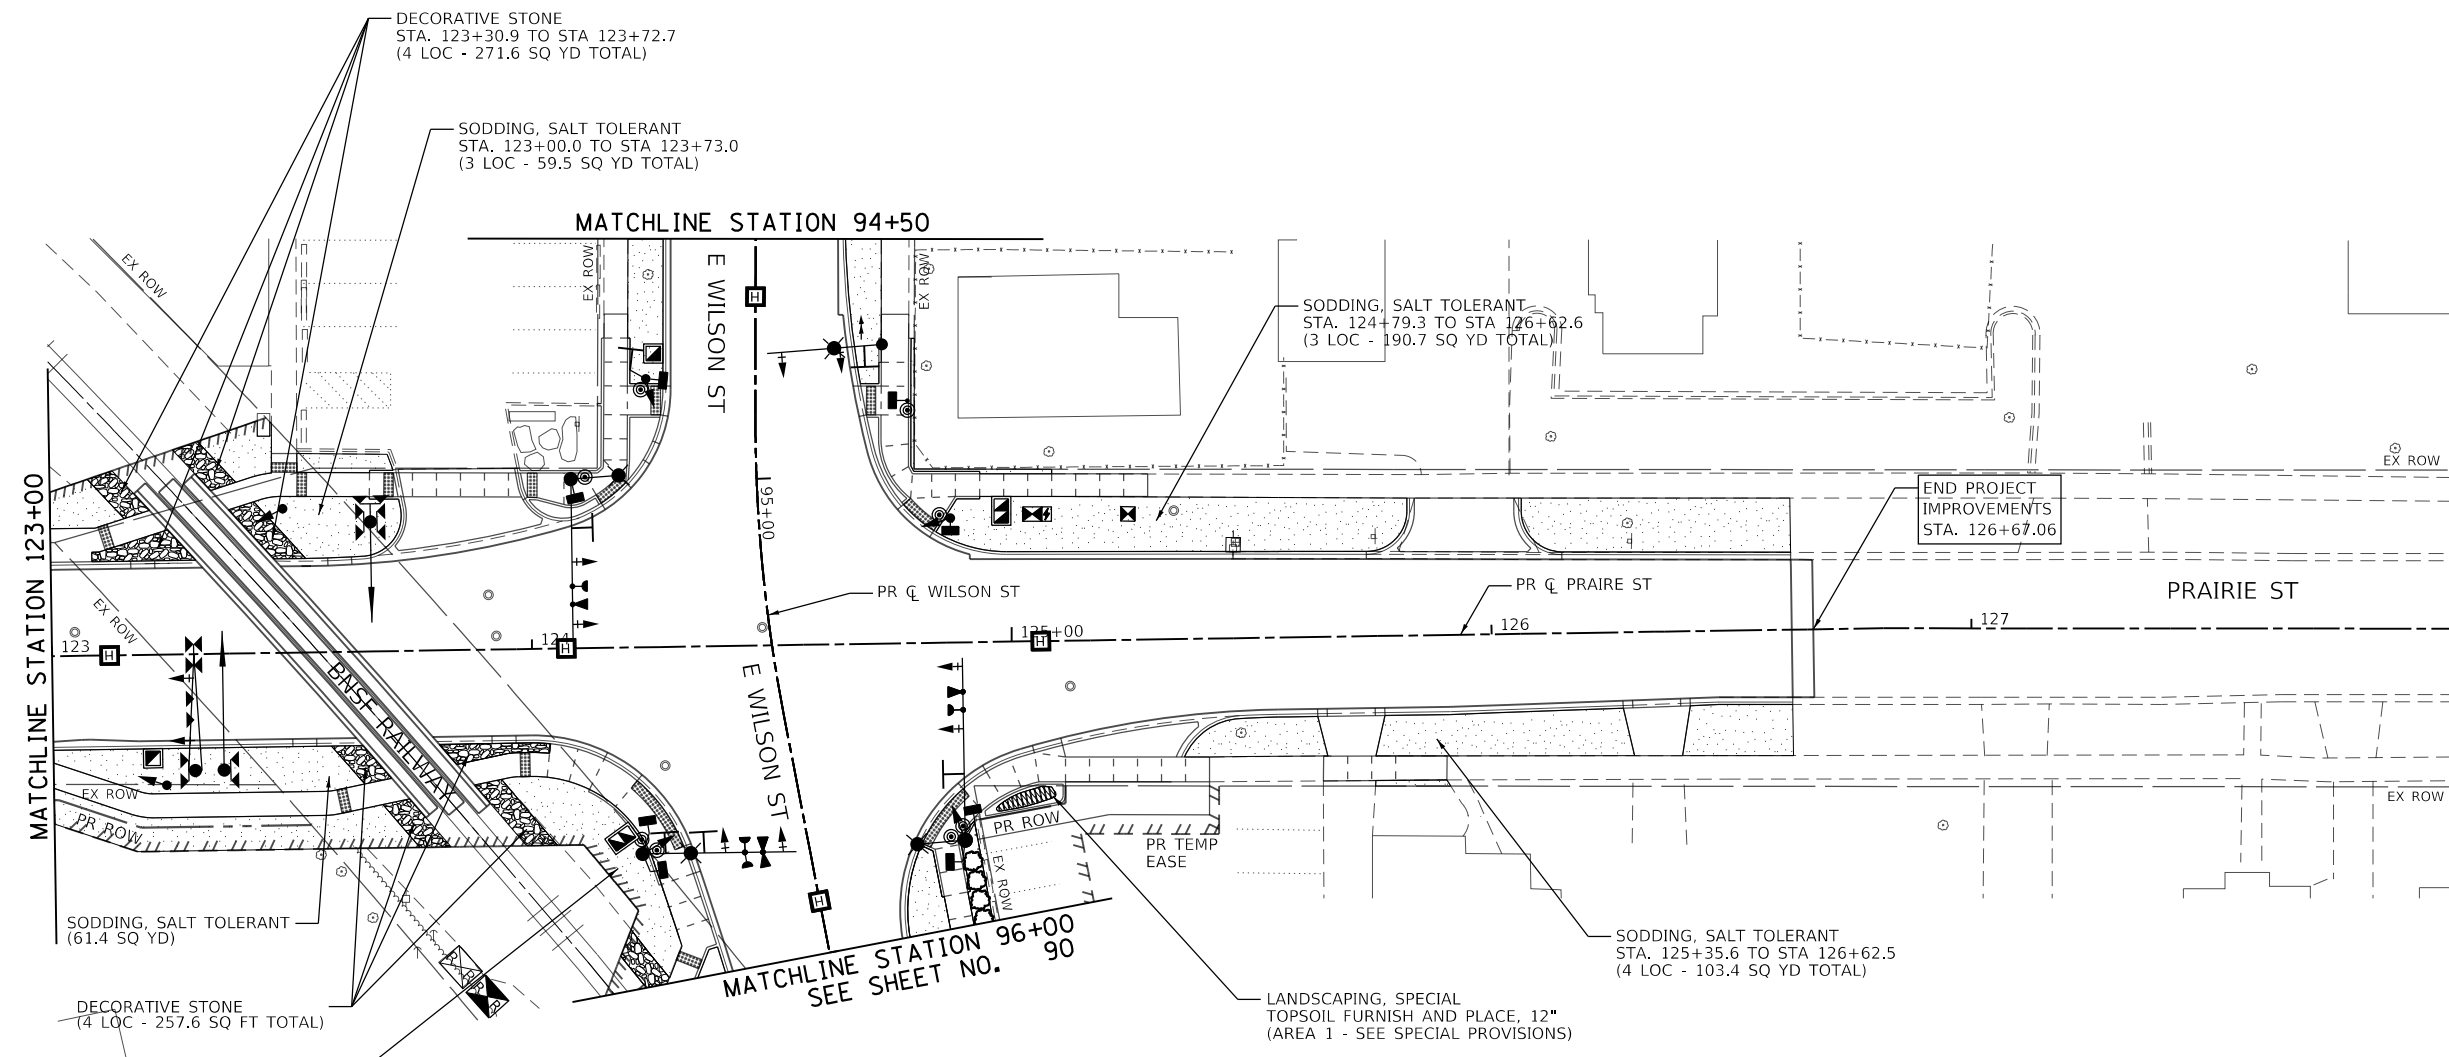 DECORATIVE STONE
STA. 123+30.9 TO STA 123+72.7
(4 LOC - 271.6 SQ YD TOTAL)
SODDING, SALT TOLERANT
STA. 123+00.0 TO STA 123+73.0
(3 LOC - 59.5 SQ YD TOTAL)
MATCHLINE STATION 94+50
EX ROW
EX ROW
E WILSON ST
H
EX ROW
SODDING, SALT TOLERANT
STA. 124+79.3 TO STA 126+62.6
(3 LOC - 190.7 SQ YD TOTAL)
MATCHLINE STATION 123+00
95+00
EX ROW
END PROJECT
IMPROVEMENTS
STA. 126+67.06
EX ROW
PR ℄ WILSON ST
PR ℄ PRAIRE ST
PRAIRIE ST
123
H
124
H
125+00
H
126
127
BNSF RAILWAY
E WILSON ST
EX ROW
PR ROW
EX ROW
PR ROW
EX ROW
PR TEMP
EASE
H
SODDING, SALT TOLERANT
(61.4 SQ YD)
MATCHLINE STATION 96+00
SEE SHEET NO. 90
SODDING, SALT TOLERANT
STA. 125+35.6 TO STA 126+62.5
(4 LOC - 103.4 SQ YD TOTAL)
DECORATIVE STONE
(4 LOC - 257.6 SQ FT TOTAL)
R R
R R
LANDSCAPING, SPECIAL
TOPSOIL FURNISH AND PLACE, 12"
(AREA 1 - SEE SPECIAL PROVISIONS)